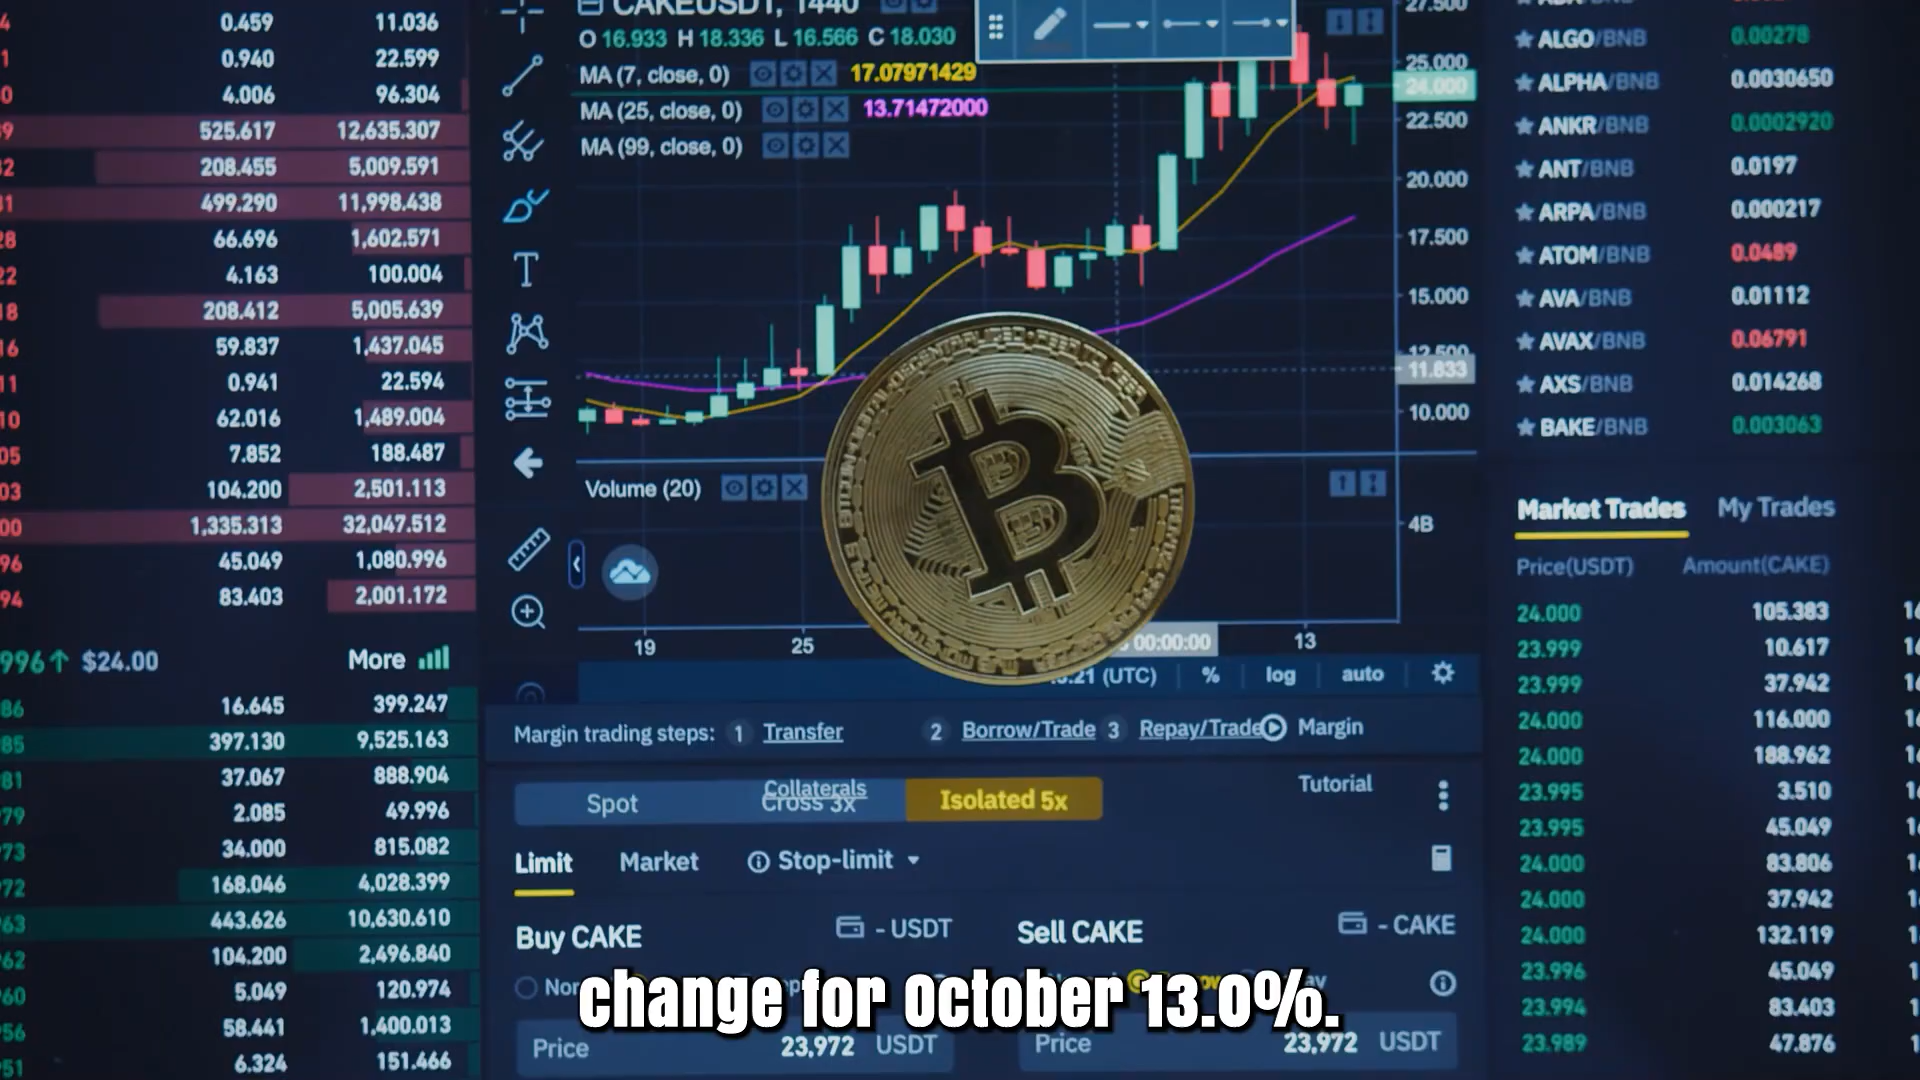 0.459 11.036
0.940 22.599
4.006 96.304
525.617 12,635.307
208.455 5,009.591
499.290 11,998.438
66.696 1,602.571
4.163 100.004
208.412 5,005.639
59.837 1,437.045
0.941 22.594
62.016 1,489.004
7.852 188.487
104.200 2,501.113
1,335.313 32,047.512
45.049 1,080.996
83.403 2,001.172
996↑ $24.00 More
16.645 399.247
397.130 9,525.163
37.067 888.904
2.085 49.996
34.000 815.082
168.046 4,028.399
443.626 10,630.610
104.200 2,496.840
5.049 120.974
58.441 1,400.013
6.324 151.466
CAKEUSDT, 1440
O 16.933 H 18.336 L 16.566 C 18.030
MA (7, close, 0) 17.07971429
MA (25, close, 0) 13.71472000
MA (99, close, 0)
27.500
25.000
24.000
22.500
20.000
17.500
15.000
12.500
11.833
10.000
Volume (20)
4B
19 25 00:00:00 13
(UTC) % log auto
Margin trading steps: 1 Transfer 2 Borrow/Trade 3 Repay/Trade Margin
Tutorial
Collaterals
Spot Cross 3x Isolated 5x
Limit Market Stop-limit
Buy CAKE - USDT Sell CAKE - CAKE
change for October 13.0%.
Price 23,972 USDT Price 23,972 USDT
ALGO/BNB 0.00278
ALPHA/BNB 0.0030650
ANKR/BNB 0.0002920
ANT/BNB 0.0197
ARPA/BNB 0.000217
ATOM/BNB 0.0489
AVA/BNB 0.01112
AVAX/BNB 0.06791
AXS/BNB 0.014268
BAKE/BNB 0.003063
Market Trades My Trades
Price(USDT) Amount(CAKE)
24.000 105.383
23.999 10.617
23.999 37.942
24.000 116.000
24.000 188.962
23.995 3.510
23.995 45.049
24.000 83.806
24.000 37.942
24.000 132.119
23.996 45.049
23.994 83.403
23.989 47.876